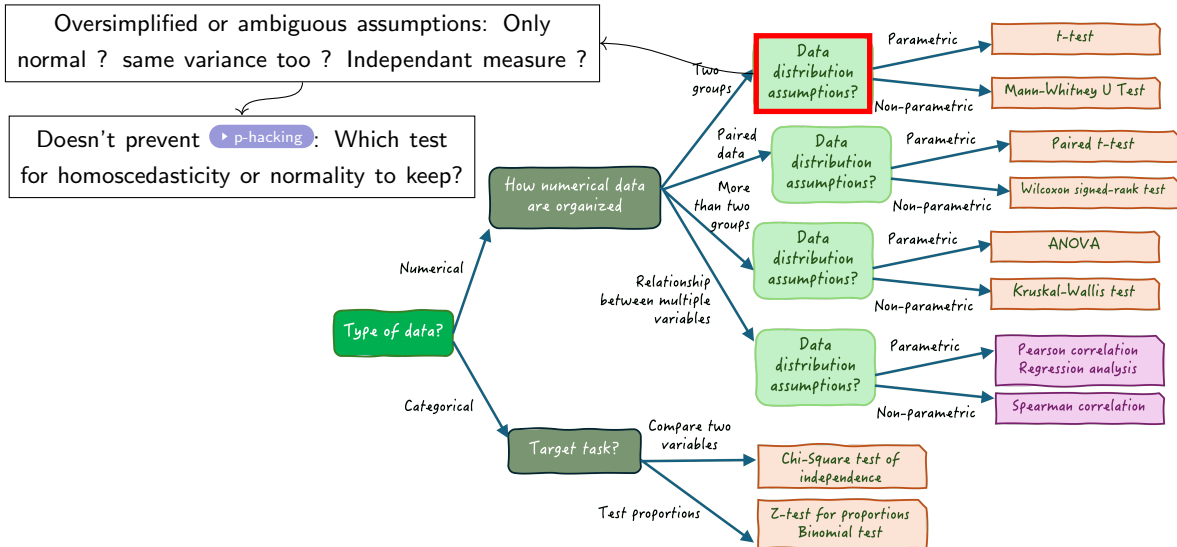 Oversimplified or ambiguous assumptions: Only
normal ? same variance too ? Independant measure ?
Doesn't prevent p-hacking: Which test
for homoscedasticity or normality to keep?
Type of data?
Numerical
Categorical
How numerical data
are organized
Two
groups
Paired
data
More
than two
groups
Relationship
between multiple
variables
Data
distribution
assumptions?
Parametric
Non-parametric
t-test
Mann-Whitney U Test
Data
distribution
assumptions?
Parametric
Non-parametric
Paired t-test
Wilcoxon signed-rank test
Data
distribution
assumptions?
Parametric
Non-parametric
ANOVA
Kruskal-Wallis test
Data
distribution
assumptions?
Parametric
Non-parametric
Pearson correlation
Regression analysis
Spearman correlation
Target task?
Compare two
variables
Test proportions
Chi-Square test of
independence
Z-test for proportions
Binomial test